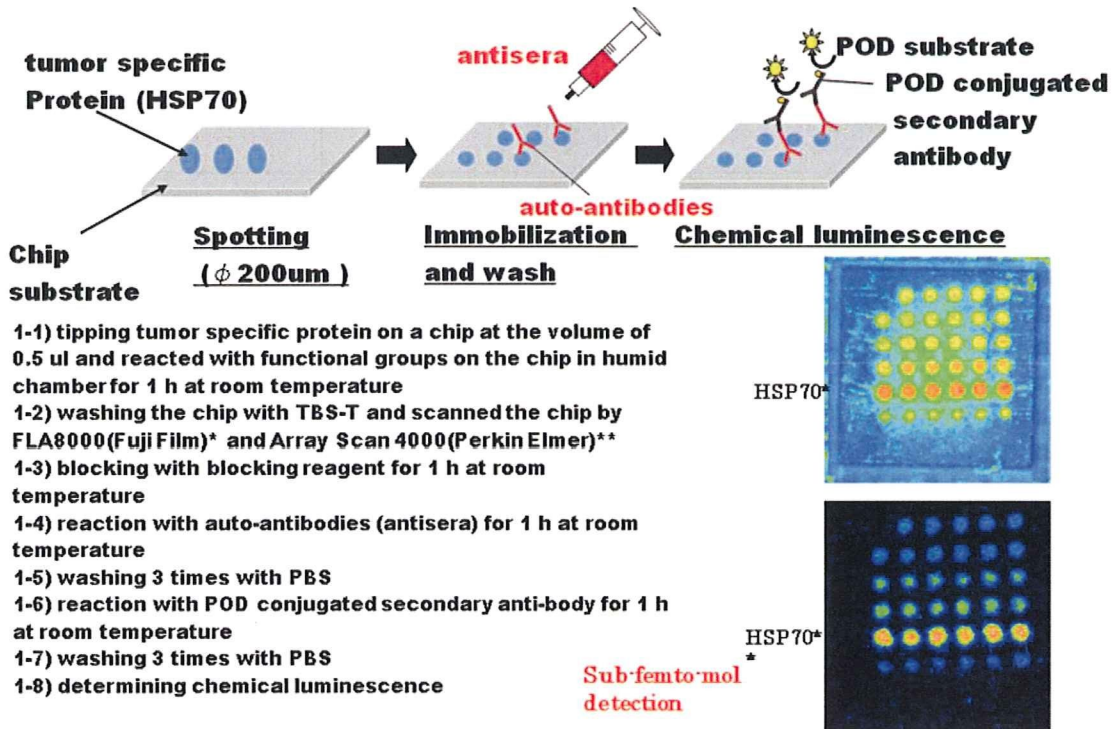 tumor specific
Protein (HSP70)
antisera
POD substrate
POD conjugated
secondary
antibody
auto-antibodies
Chip
substrate
Spotting
(ϕ 200um )
Immobilization
and wash
Chemical luminescence
1-1) tipping tumor specific protein on a chip at the volume of
0.5 ul and reacted with functional groups on the chip in humid
chamber for 1 h at room temperature
1-2) washing the chip with TBS-T and scanned the chip by
FLA8000(Fuji Film)* and Array Scan 4000(Perkin Elmer)**
1-3) blocking with blocking reagent for 1 h at room
temperature
1-4) reaction with auto-antibodies (antisera) for 1 h at room
temperature
1-5) washing 3 times with PBS
1-6) reaction with POD conjugated secondary anti-body for 1 h
at room temperature
1-7) washing 3 times with PBS
1-8) determining chemical luminescence
HSP70*
HSP70*
*
Sub-femto-mol
detection